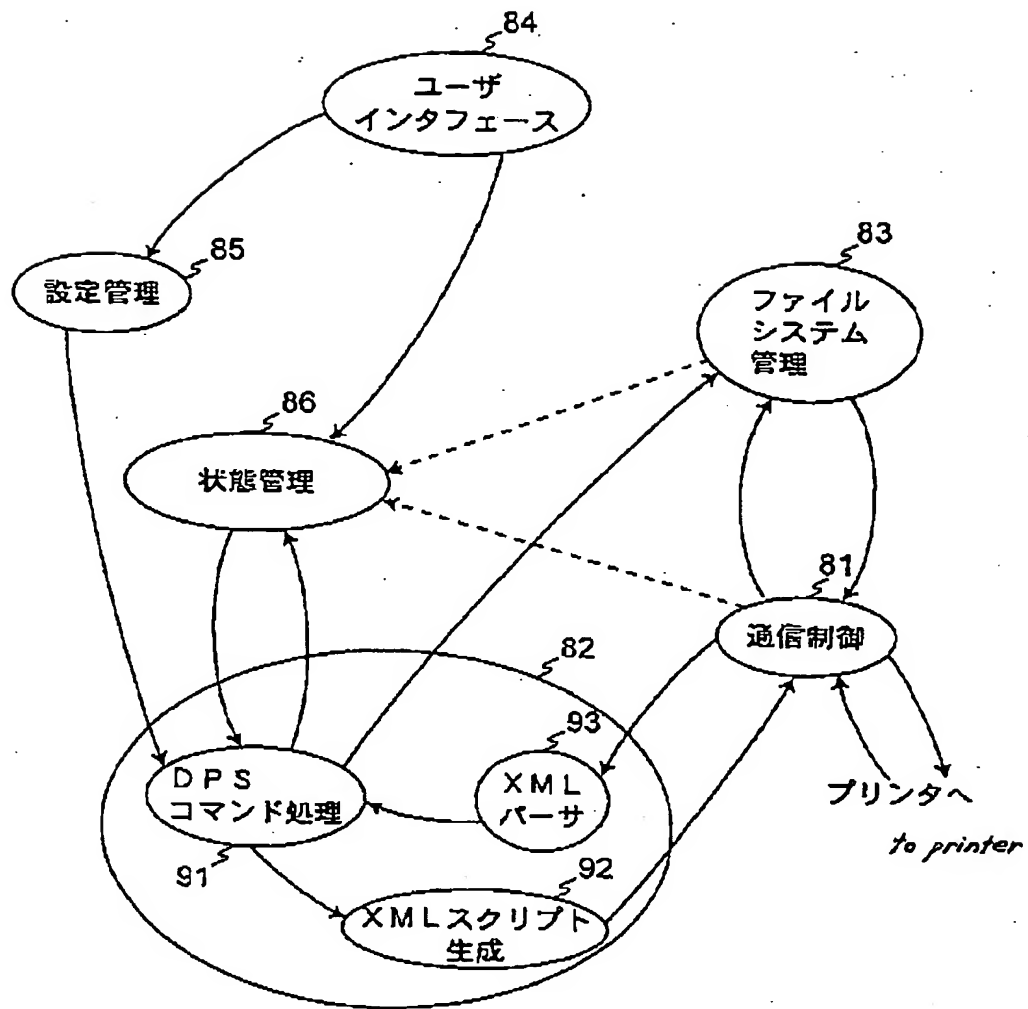 84
ユーザ
インタフェース
85
設定管理
83
ファイル
システム
管理
86
状態管理
81
通信制御
82
93
DPS
コマンド処理
XML
パーサ
プリンタへ
to printer
91
92
XMLスクリプト
生成